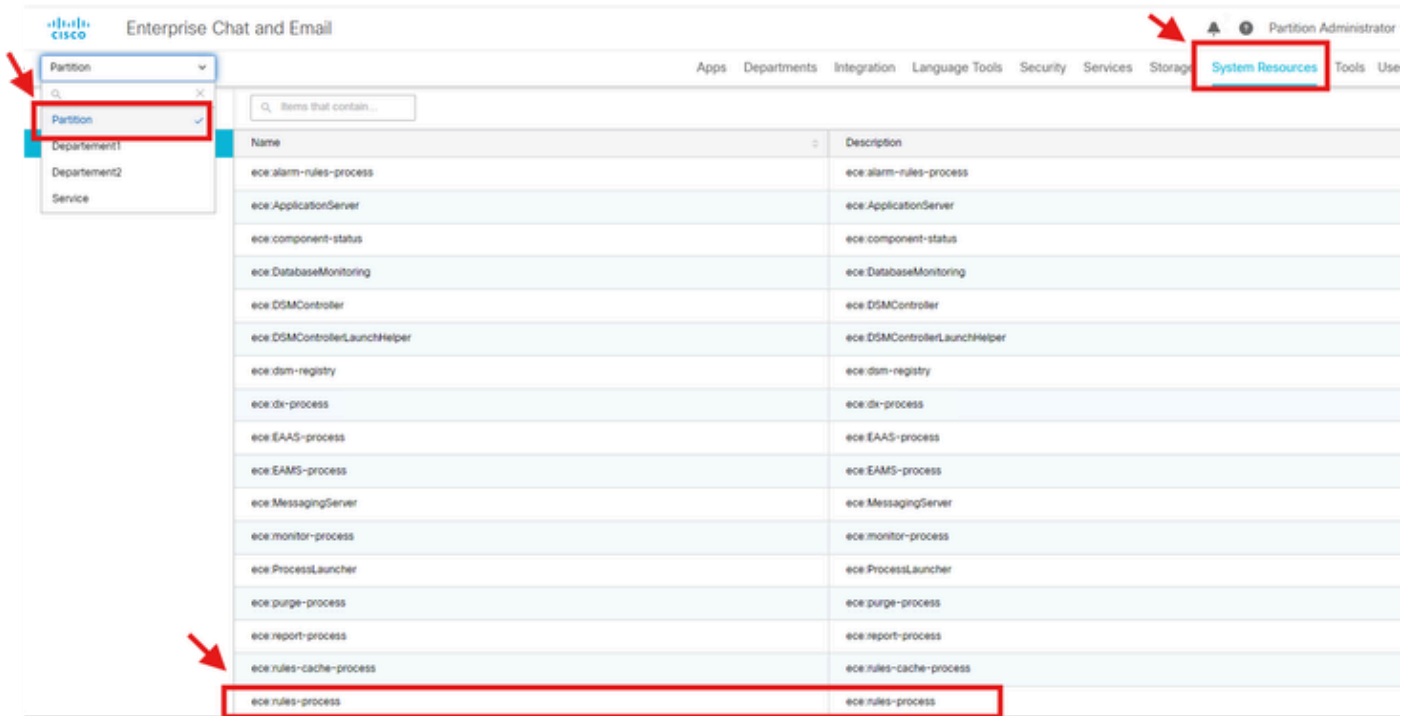 CISCO Enterprise Chat and Email Partition Administrator
Partition
Apps Departments Integration Language Tools Security Services Storage System Resources Tools Use
Items that contain...
Partition
Departement1
Departement2
Service
Name Description
ece:alarm-rules-process ece:alarm-rules-process
ece:ApplicationServer ece:ApplicationServer
ece:component-status ece:component-status
ece:DatabaseMonitoring ece:DatabaseMonitoring
ece:DSMController ece:DSMController
ece:DSMControllerLaunchHelper ece:DSMControllerLaunchHelper
ece:dsm-registry ece:dsm-registry
ece:dx-process ece:dx-process
ece:EAAS-process ece:EAAS-process
ece:EAMS-process ece:EAMS-process
ece:MessagingServer ece:MessagingServer
ece:monitor-process ece:monitor-process
ece:ProcessLauncher ece:ProcessLauncher
ece:purge-process ece:purge-process
ece:report-process ece:report-process
ece:rules-cache-process ece:rules-cache-process
ece:rules-process ece:rules-process